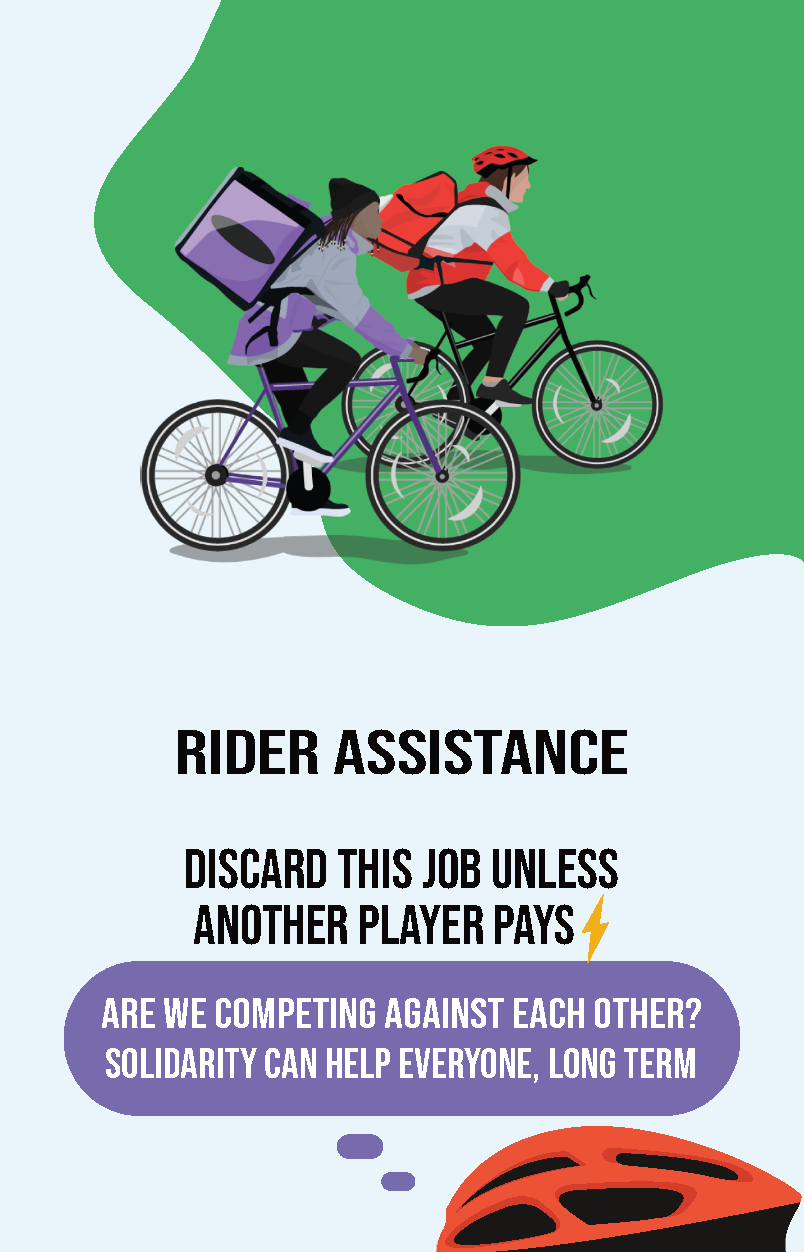 RIDER ASSISTANCE
DISCARD THIS JOB UNLESS
ANOTHER PLAYER PAYS⚡
ARE WE COMPETING AGAINST EACH OTHER?
SOLIDARITY CAN HELP EVERYONE, LONG TERM